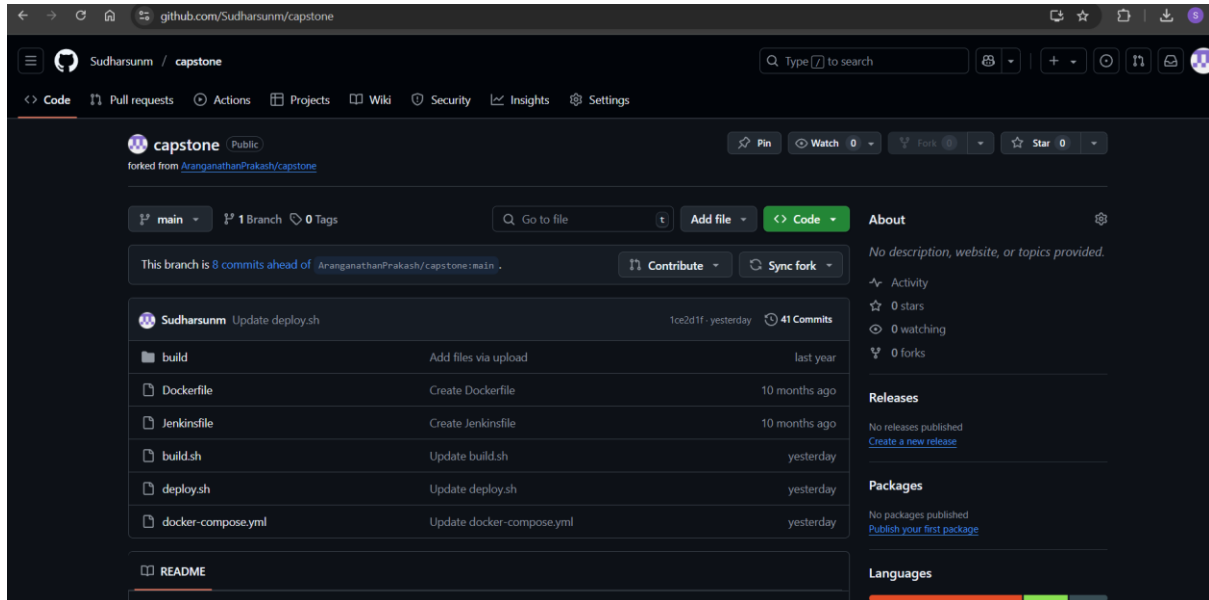 github.com/Sudharsunm/capstone
S
Sudharsunm / capstone
Type / to search
Code Pull requests Actions Projects Wiki Security Insights Settings
capstone Public
Pin Watch 0 Fork 0 Star 0
forked from AranganathanPrakash/capstone
main 1 Branch 0 Tags Go to file t Add file Code
This branch is 8 commits ahead of AranganathanPrakash/capstone:main .
Contribute Sync fork
Sudharsunm Update deploy.sh 1ce2d1f · yesterday 41 Commits
build Add files via upload last year
Dockerfile Create Dockerfile 10 months ago
Jenkinsfile Create Jenkinsfile 10 months ago
build.sh Update build.sh yesterday
deploy.sh Update deploy.sh yesterday
docker-compose.yml Update docker-compose.yml yesterday
README
About
No description, website, or topics provided.
Activity
0 stars
0 watching
0 forks
Releases
No releases published
Create a new release
Packages
No packages published
Publish your first package
Languages